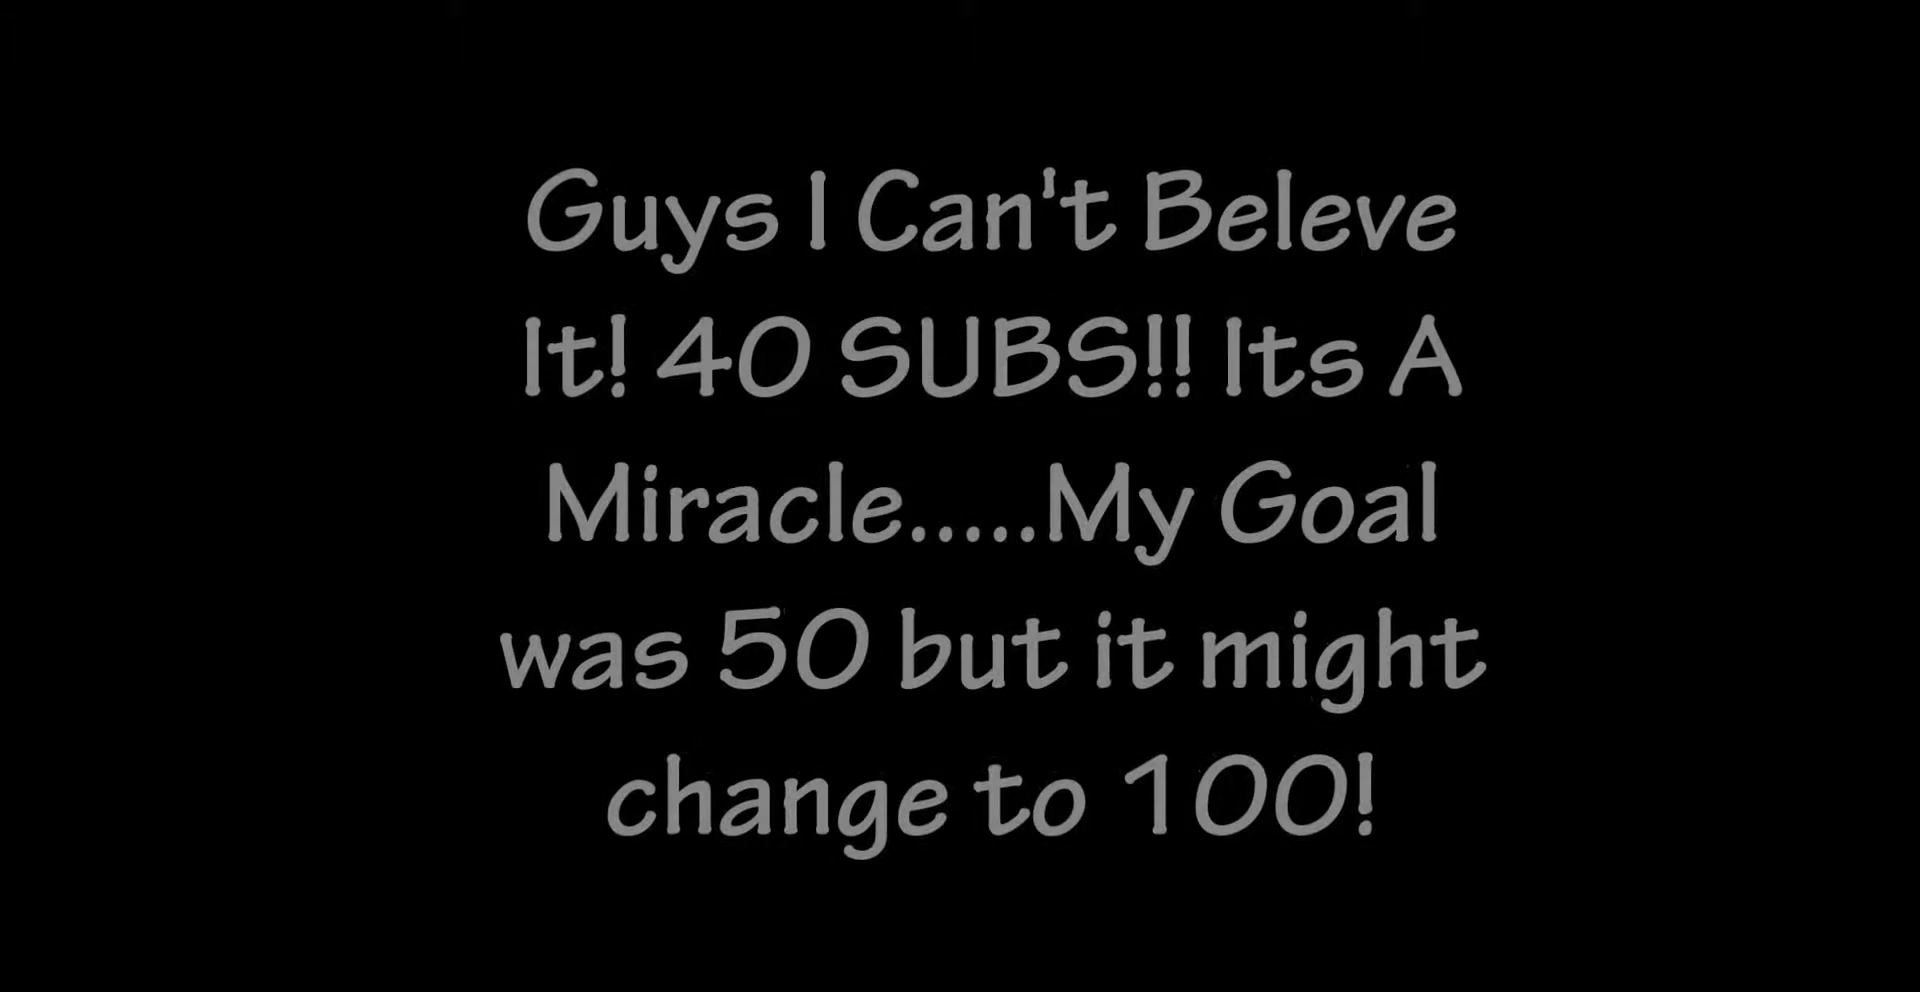 Guys I Can't Beleve
It! 40 SUBS!! Its A
Miracle.....My Goal
was 50 but it might
change to 100!